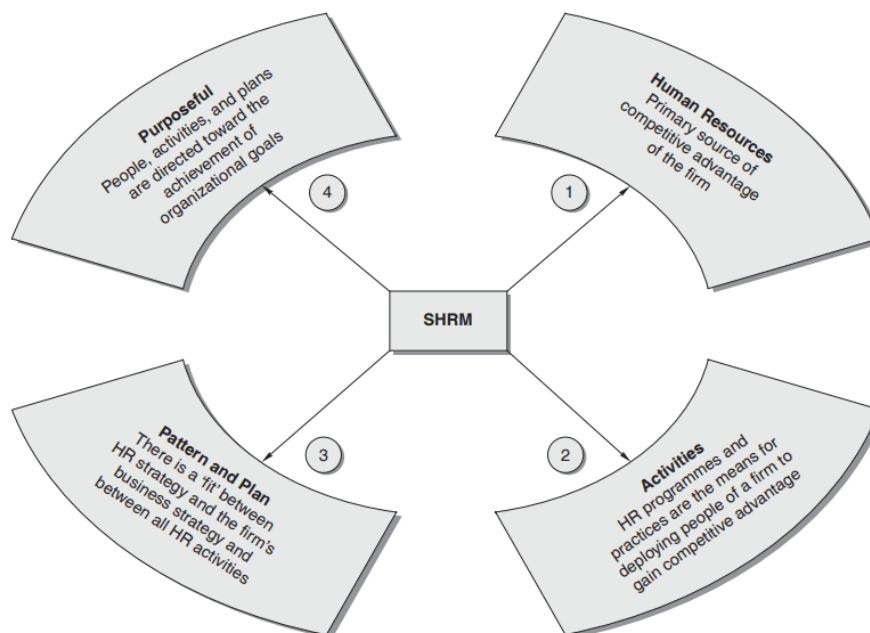 Purposeful
People, activities, and plans
are directed toward the
achievement of
organizational goals
4
Human Resources
Primary source of
competitive advantage
of the firm
1
SHRM
Pattern and Plan
There is a ‘fit’ between
HR strategy and the firm’s
business strategy and
between all HR activities
3
Activities
HR programmes and
practices are the means for
deploying people of a firm to
gain competitive advantage
2